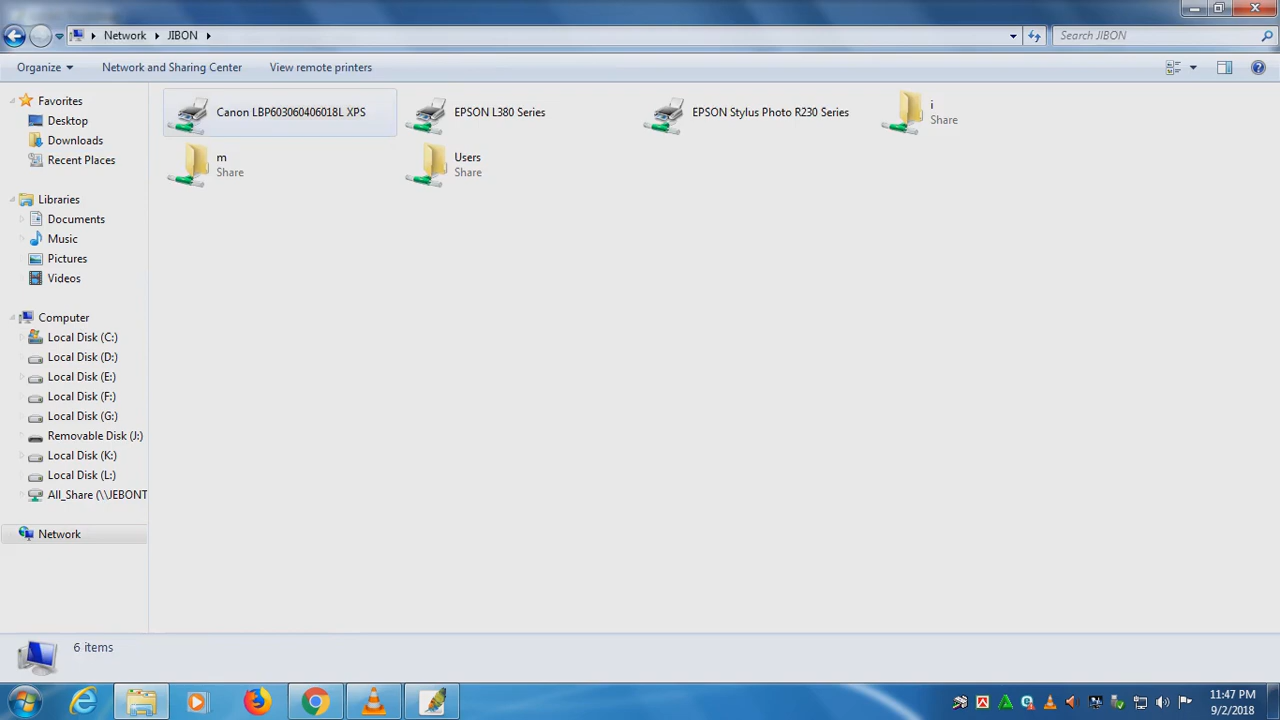 Network
JIBON
Search JIBON
Organize
Network and Sharing Center
View remote printers
Favorites
Desktop
Downloads
Recent Places
Libraries
Documents
Music
Pictures
Videos
Computer
Local Disk (C:)
Local Disk (D:)
Local Disk (E:)
Local Disk (F:)
Local Disk (G:)
Removable Disk (J:)
Local Disk (K:)
Local Disk (L:)
All_Share (\\JEBONT
Network
Canon LBP603060406018L XPS
EPSON L380 Series
EPSON Stylus Photo R230 Series
i
Share
m
Share
Users
Share
6 items
11:47 PM
9/2/2018